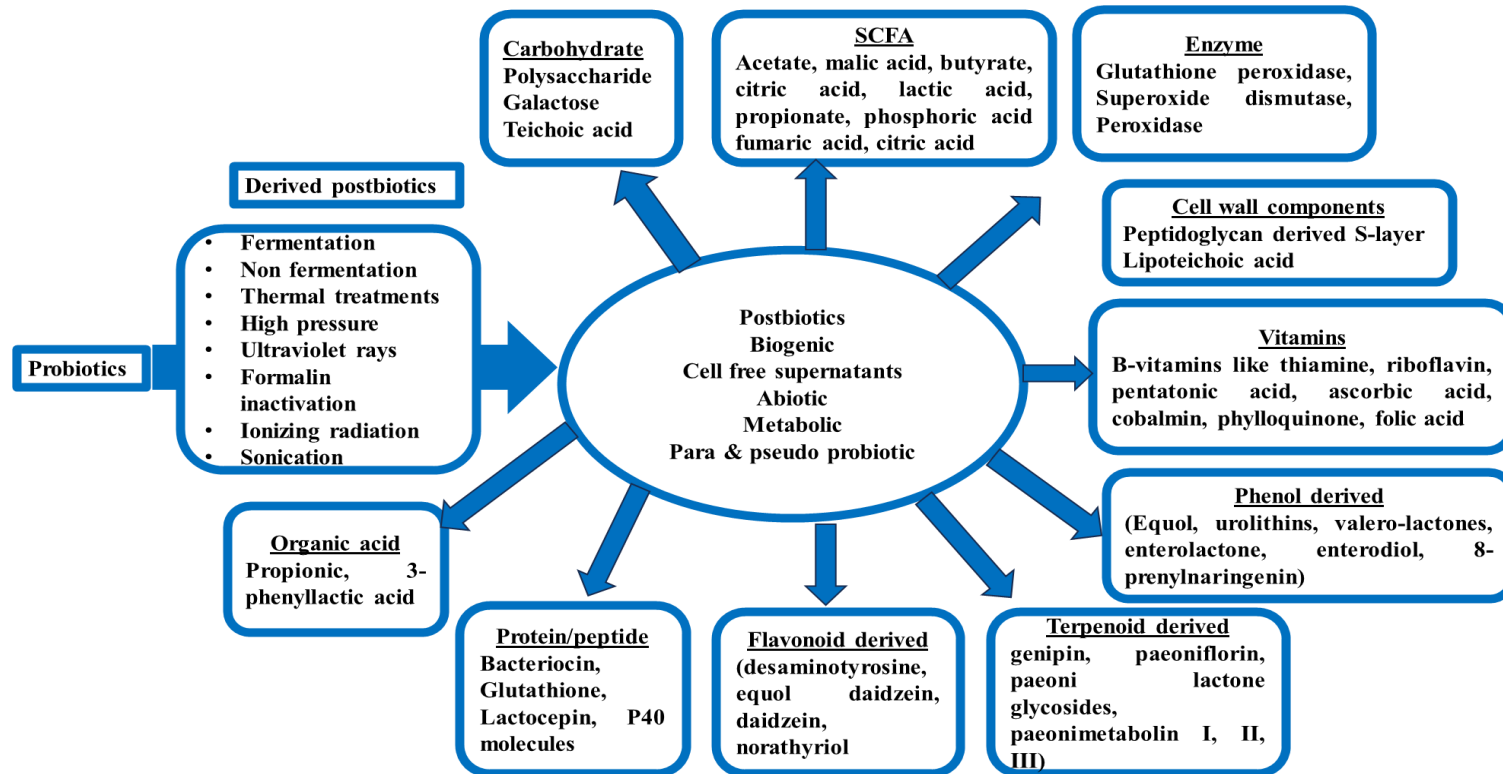 Carbohydrate
Polysaccharide
Galactose
Teichoic acid
SCFA
Acetate, malic acid, butyrate,
citric acid, lactic acid,
propionate, phosphoric acid
fumaric acid, citric acid
Enzyme
Glutathione peroxidase,
Superoxide dismutase,
Peroxidase
Derived postbiotics
Probiotics
• Fermentation
• Non fermentation
• Thermal treatments
• High pressure
• Ultraviolet rays
• Formalin
inactivation
• Ionizing radiation
• Sonication
Postbiotics
Biogenic
Cell free supernatants
Abiotic
Metabolic
Para & pseudo probiotic
Cell wall components
Peptidoglycan derived S-layer
Lipoteichoic acid
Vitamins
B-vitamins like thiamine, riboflavin,
pentatonic acid, ascorbic acid,
cobalmin, phylloquinone, folic acid
Phenol derived
(Equol, urolithins, valero-lactones,
enterolactone, enterodiol, 8-
prenylnaringenin)
Organic acid
Propionic, 3-
phenyllactic acid
Protein/peptide
Bacteriocin,
Glutathione,
Lactocepin, P40
molecules
Flavonoid derived
(desaminotyrosine,
equol daidzein,
daidzein,
norathyriol
Terpenoid derived
genipin, paeoniflorin,
paeoni lactone
glycosides,
paeonimetabolin I, II,
III)